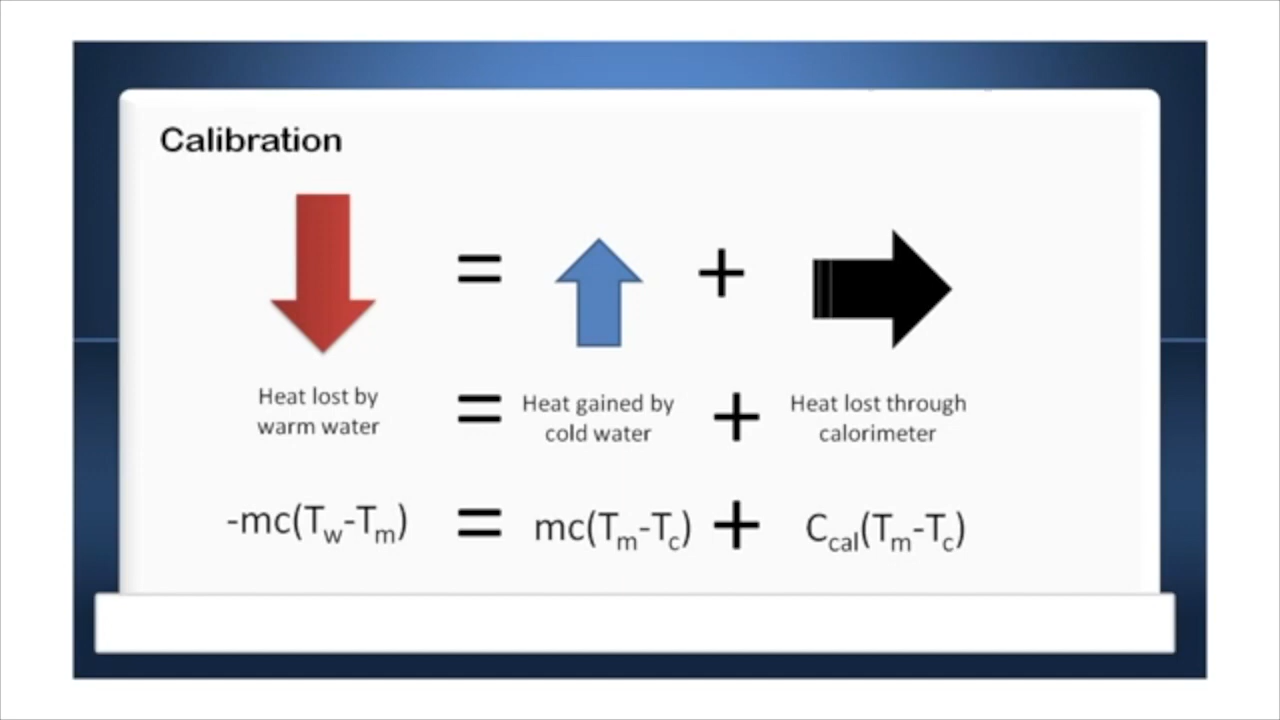 Calibration
= +
Heat lost by
warm water
=
Heat gained by
cold water
+
Heat lost through
calorimeter
-mc(Tw-Tm) = mc(Tm-Tc) + Ccal(Tm-Tc)